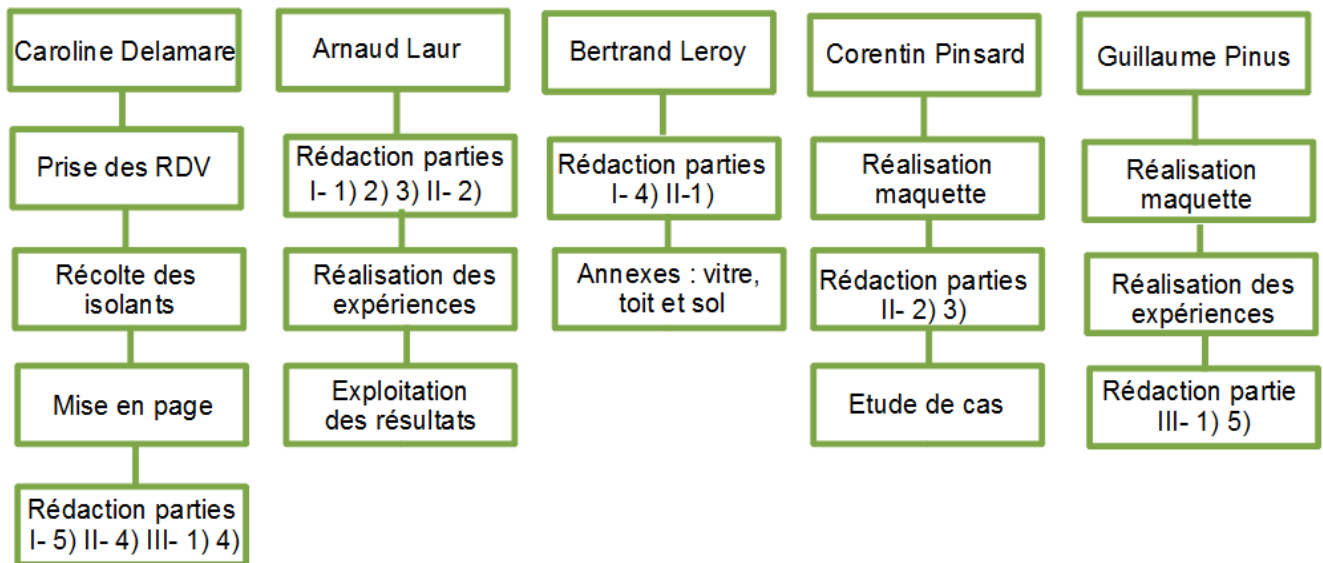 Caroline Delamare
Prise des RDV
Récolte des
isolants
Mise en page
Rédaction parties
I- 5) II- 4) III- 1) 4)
Arnaud Laur
Rédaction parties
I- 1) 2) 3) II- 2)
Réalisation des
expériences
Exploitation
des résultats
Bertrand Leroy
Rédaction parties
I- 4) II-1)
Annexes : vitre,
toit et sol
Corentin Pinsard
Réalisation
maquette
Rédaction parties
II- 2) 3)
Etude de cas
Guillaume Pinus
Réalisation
maquette
Réalisation des
expériences
Rédaction partie
III- 1) 5)